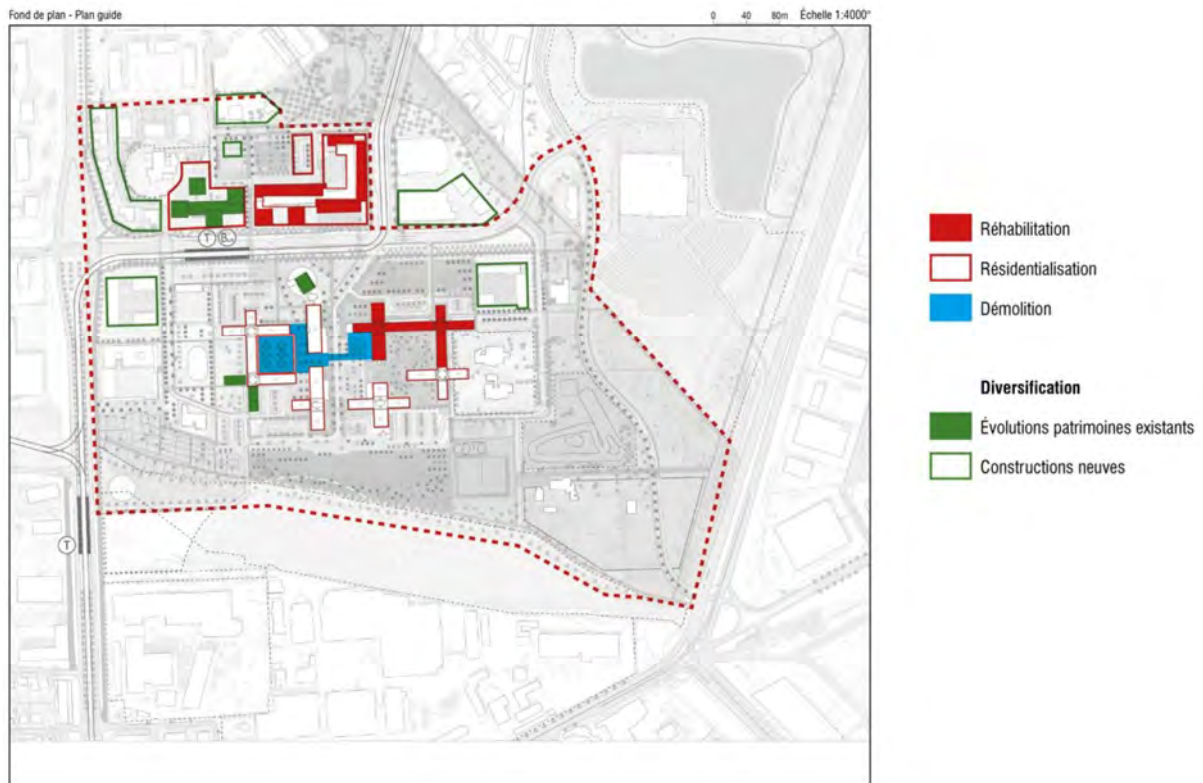 Fond de plan - Plan guide
0 40 80m Échelle 1:4000°
T B
T
Réhabilitation
Résidentialisation
Démolition
Diversification
Évolutions patrimoines existants
Constructions neuves